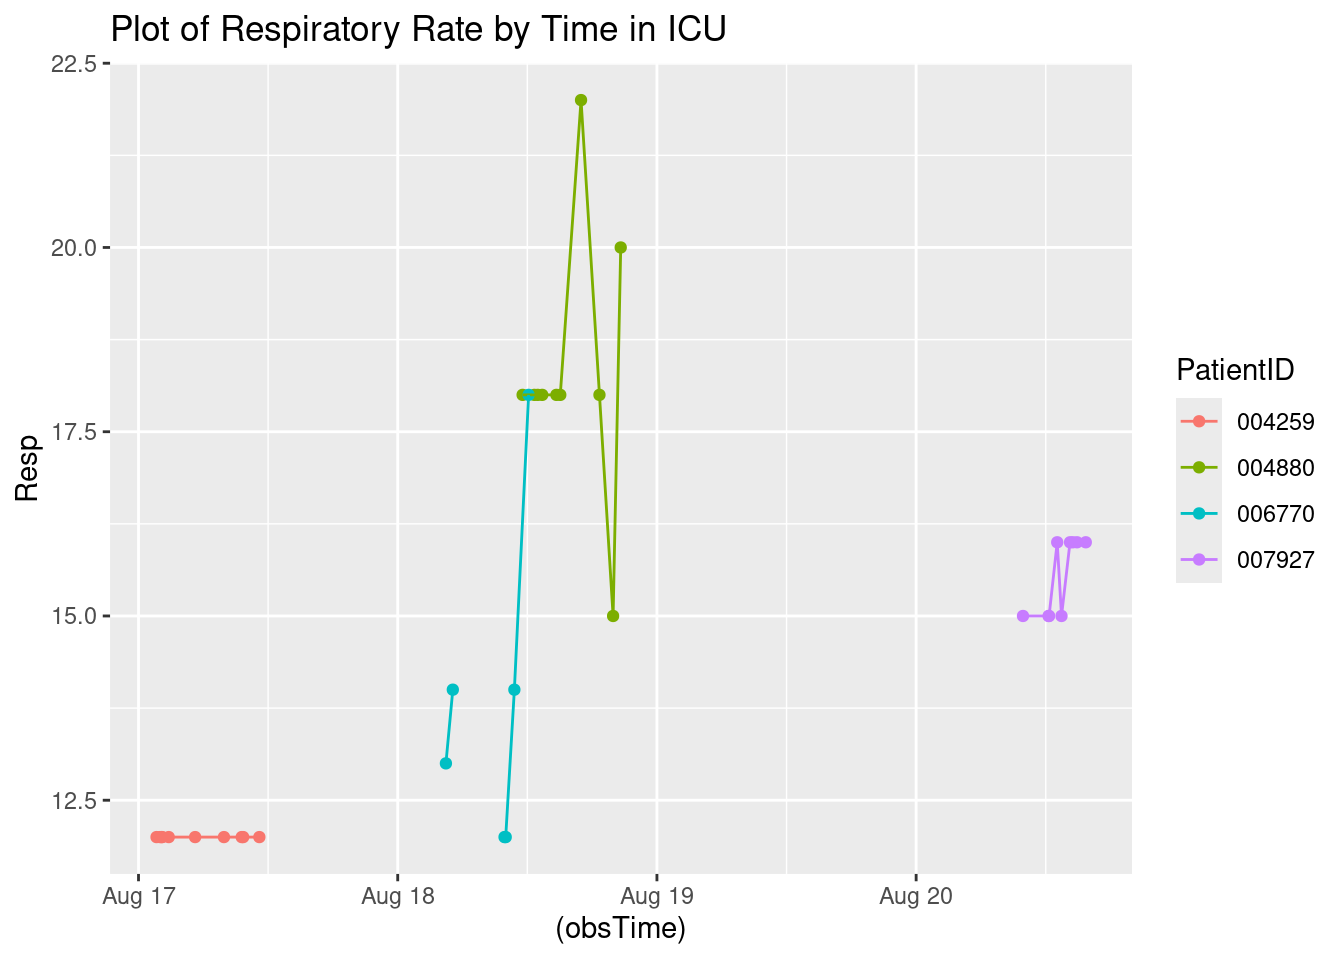 Plot of Respiratory Rate by Time in ICU
22.5
20.0
17.5
15.0
12.5
Resp
Aug 17
Aug 18
Aug 19
Aug 20
(obsTime)
PatientID
004259
004880
006770
007927